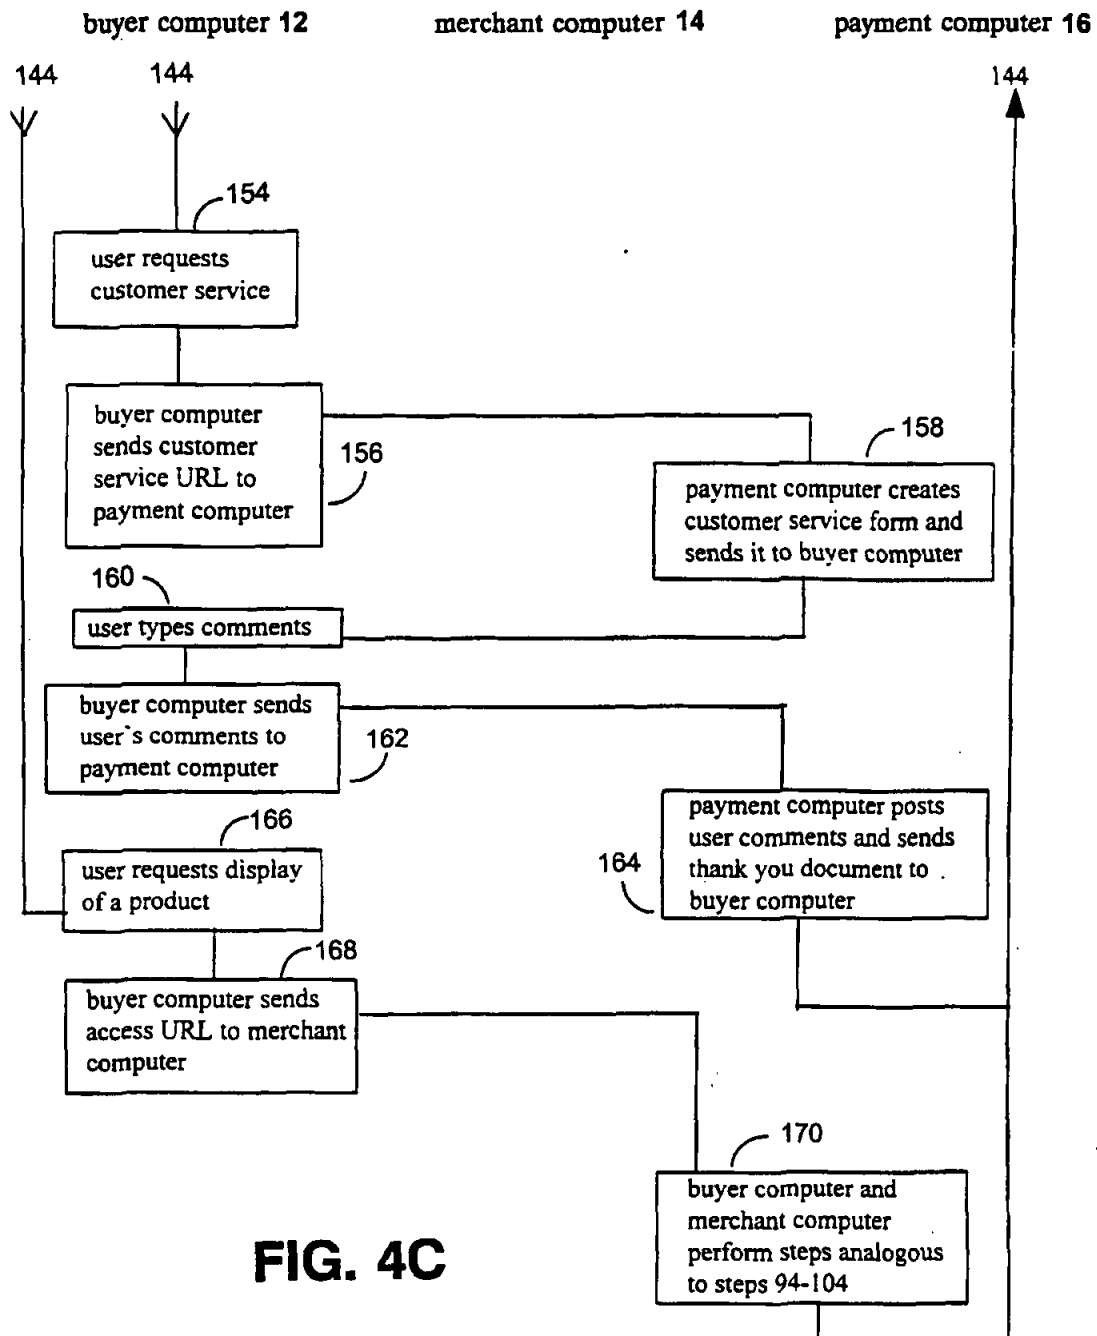 buyer computer 12 merchant computer 14 payment computer 16
144 144 144
154
user requests
customer service
buyer computer
sends customer
service URL to
payment computer
156
158
payment computer creates
customer service form and
sends it to buyer computer
160
user types comments
buyer computer sends
user's comments to
payment computer
162
payment computer posts
user comments and sends
thank you document to
buyer computer
164
166
user requests display
of a product
168
buyer computer sends
access URL to merchant
computer
170
buyer computer and
merchant computer
perform steps analogous
to steps 94-104
FIG. 4C